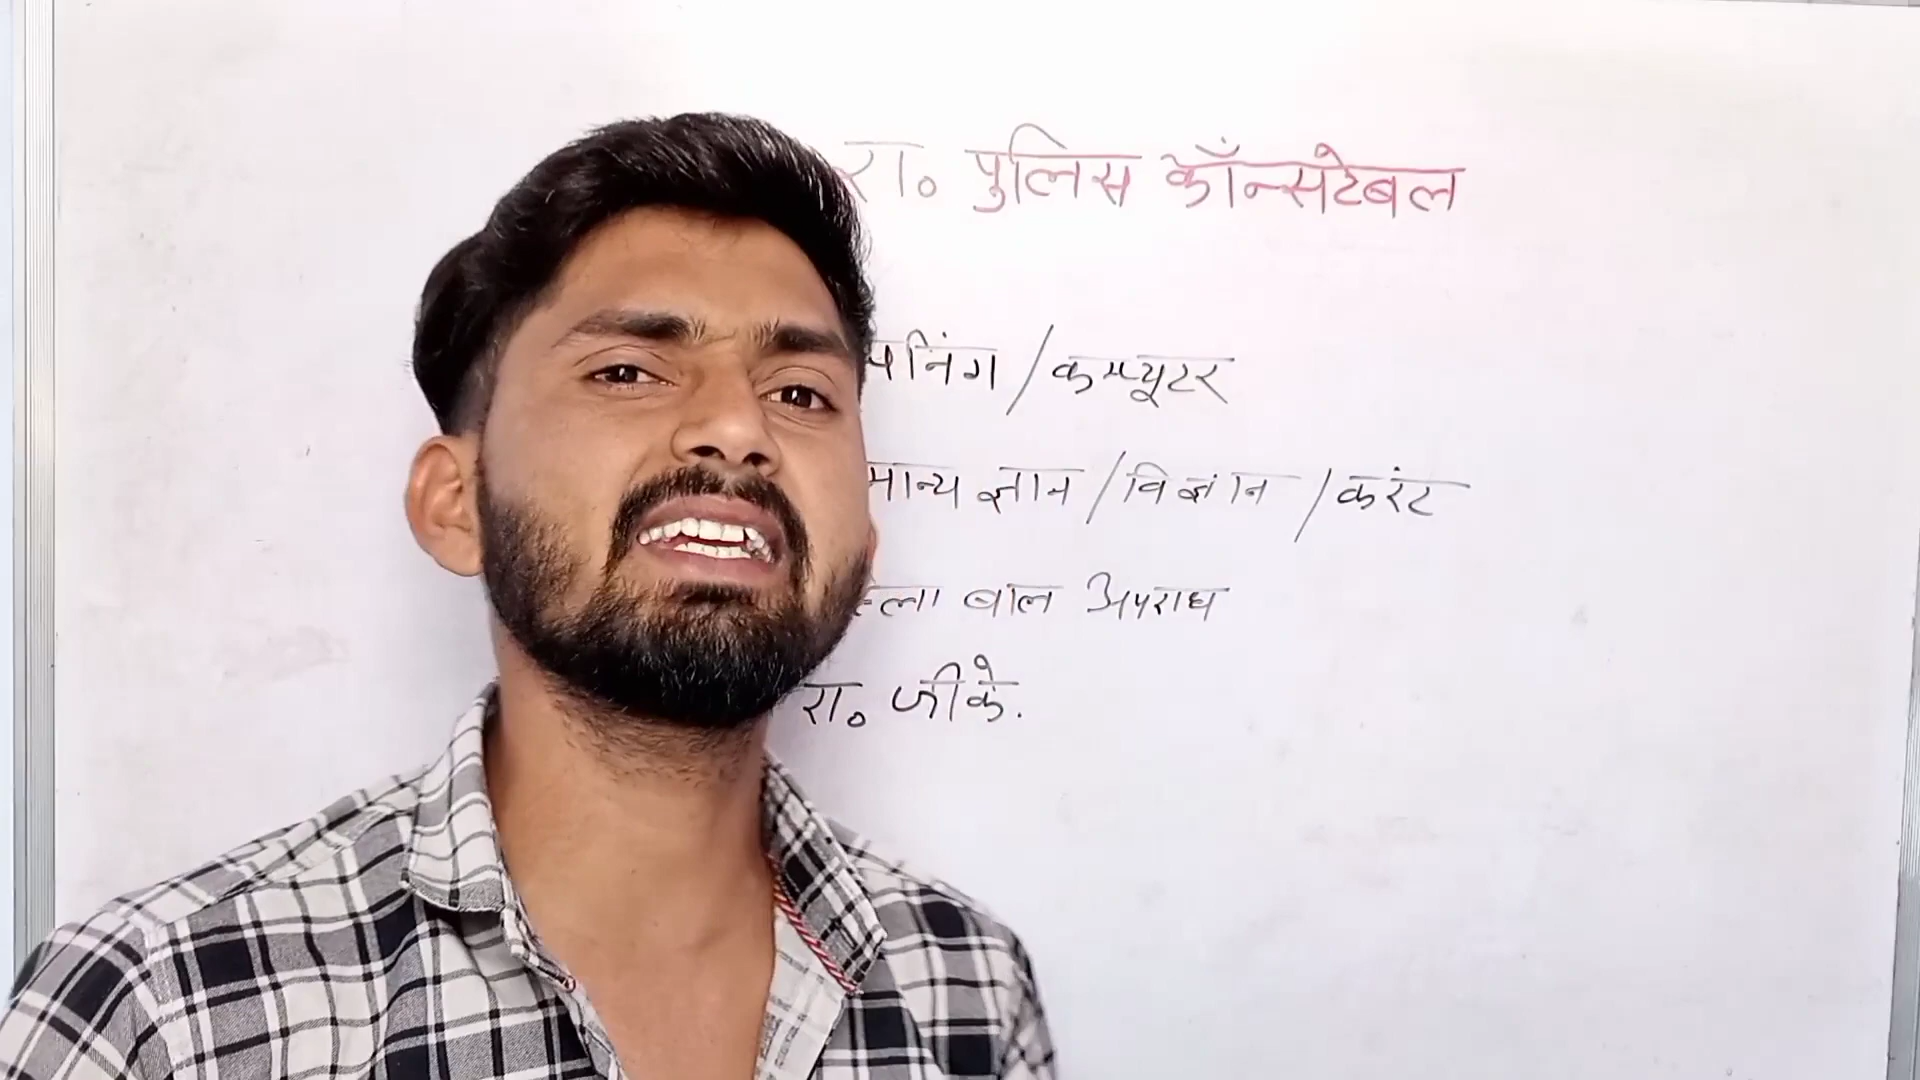 रा० पुलिस कॉन्सटेबल
/कम्प्यूटर
ज्ञान/विज्ञान/करंट
बाल अपराध
रा० जीके.